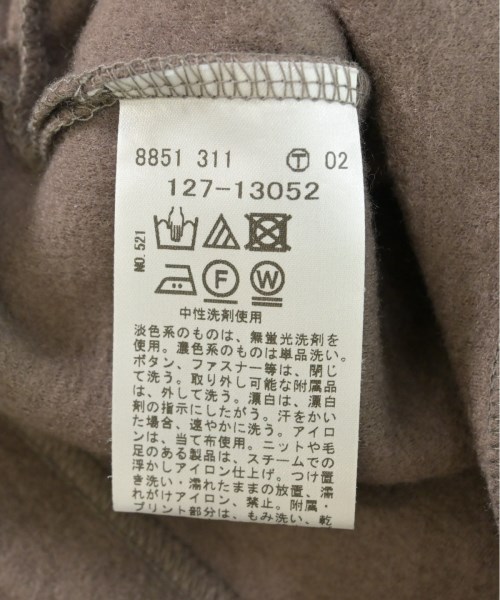 8851 311 Ⓣ 02
127-13052
NO.521
F W
中性洗剤使用
淡色系のものは、無蛍光洗剤を
使用。濃色系のものは単品洗い。
ボタン、ファスナー等は、閉じ
て洗う。取り外し可能な附属品
は、外して洗う。漂白は、漂白
剤の指示にしたがう。汗をかい
た場合、速やかに洗う。アイロ
ンは、当て布使用。ニットや毛
足のある製品は、スチームでの
浮かしアイロン仕上げ。つけ置
き洗い・濡れたままの放置、濡
れがけアイロン、禁止。附属・
プリント部分は、もみ洗い、乾